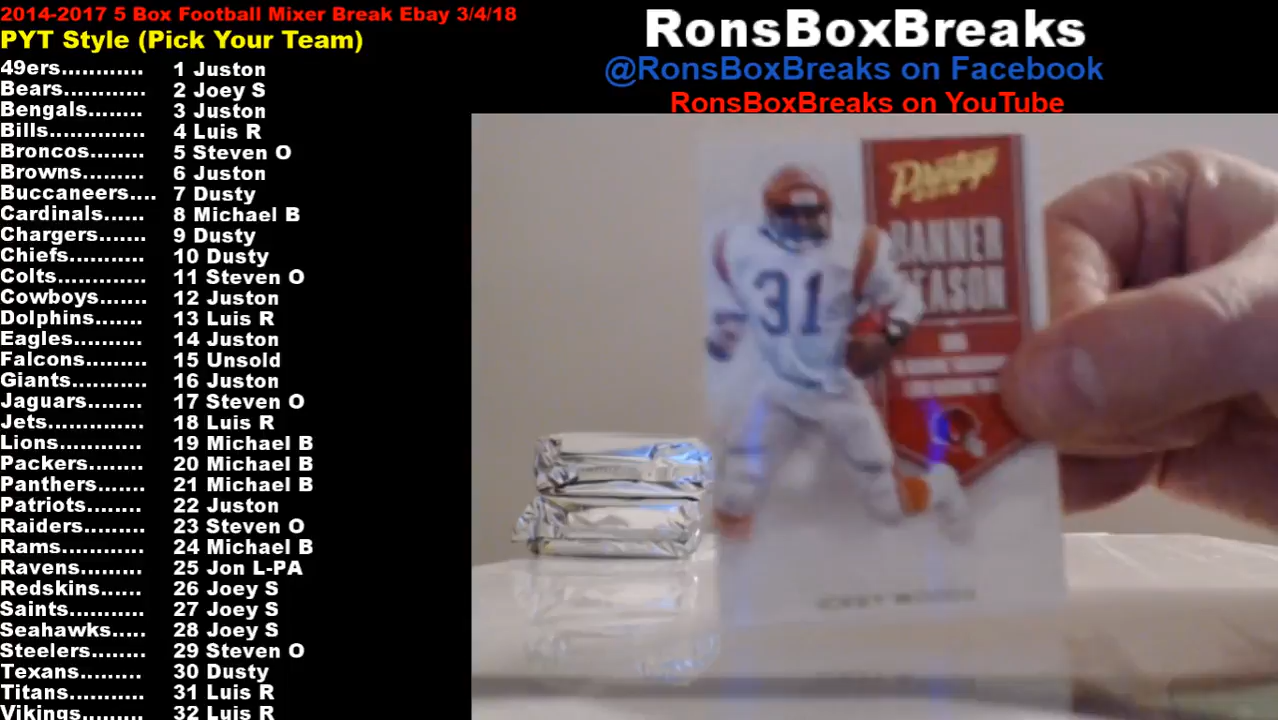 2014-2017 5 Box Football Mixer Break Ebay 3/4/18
PYT Style (Pick Your Team)
49ers............ 1 Juston
Bears............ 2 Joey S
Bengals........ 3 Juston
Bills.............. 4 Luis R
Broncos........ 5 Steven O
Browns......... 6 Juston
Buccaneers.... 7 Dusty
Cardinals...... 8 Michael B
Chargers....... 9 Dusty
Chiefs........... 10 Dusty
Colts............. 11 Steven O
Cowboys....... 12 Juston
Dolphins....... 13 Luis R
Eagles.......... 14 Juston
Falcons......... 15 Unsold
Giants........... 16 Juston
Jaguars........ 17 Steven O
Jets.............. 18 Luis R
Lions............ 19 Michael B
Packers........ 20 Michael B
Panthers....... 21 Michael B
Patriots........ 22 Juston
Raiders......... 23 Steven O
Rams............ 24 Michael B
Ravens......... 25 Jon L-PA
Redskins...... 26 Joey S
Saints........... 27 Joey S
Seahawks..... 28 Joey S
Steelers........ 29 Steven O
Texans......... 30 Dusty
Titans........... 31 Luis R
Vikings......... 32 Luis R
RonsBoxBreaks
@RonsBoxBreaks on Facebook
RonsBoxBreaks on YouTube
Prestige
BANNER
SEASON
31